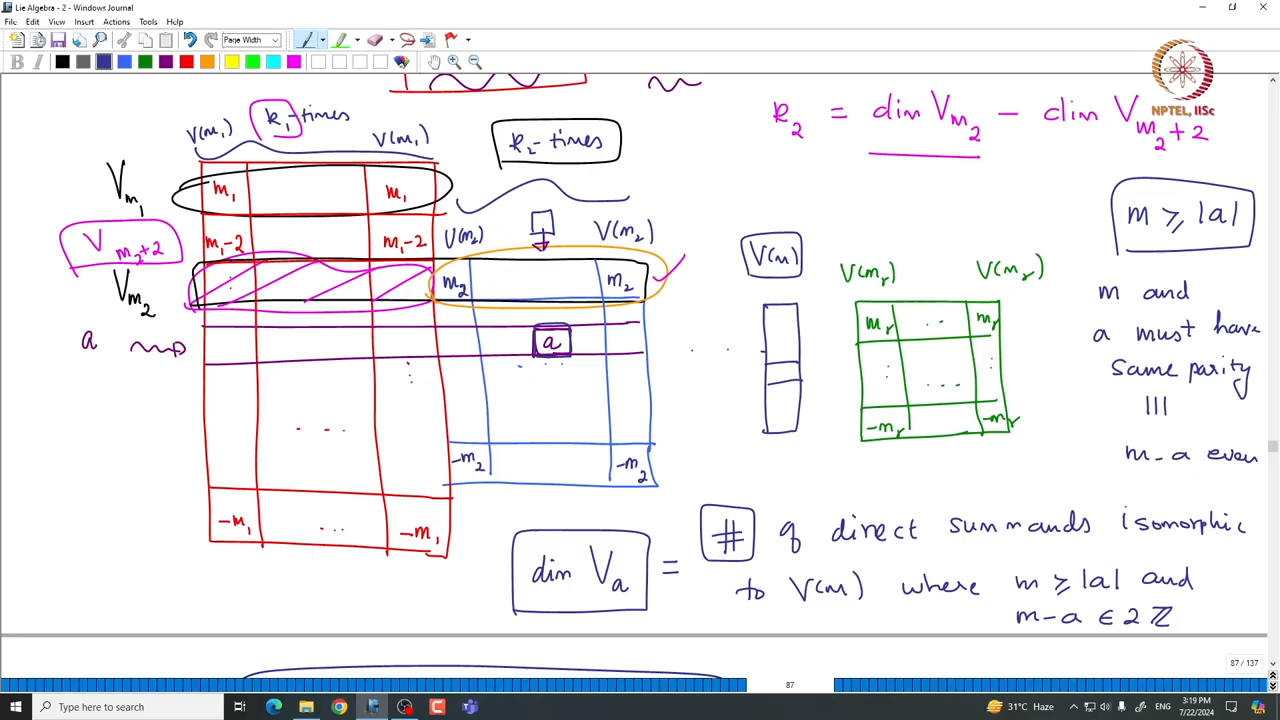 Lie Algebra - 2 - Windows Journal
File Edit View Insert Actions Tools Help
Page Width
B I
NPTEL, IISc
k₁-times
V(m₁) V(m₁)
k₂-times
k₂ = dim V_{m₂} - dim V_{m₂+2}
V_{m₁} m₁ m₁
V_{m₂+2} m₁-2 m₁-2 V(m₂) V(m₂)
V_{m₂} : m₂ m₂
a a
: . . .
. . .
-m₂ -m₂
-m₁ ... -m₁
. .
V(m)
V(m_r) V(m_r)
m_r .. m_r
: ... :
-m_r -m_r
m ⩾ |a|
m and
a must have
same parity
|||
m-a even
dim V_a = # of direct summands isomorphic
to V(m) where m ⩾ |a| and
m-a ∈ 2ℤ
87 / 137
87
Type here to search
31°C Haze
3:19 PM
7/22/2024